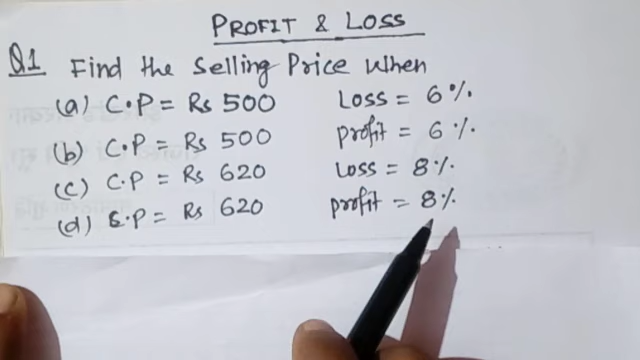 PROFIT & LOSS
Q1 Find the Selling Price When
(a) C.P = Rs 500 Loss = 6%
(b) C.P = Rs 500 profit = 6%
(c) C.P = Rs 620 Loss = 8%
(d) C.P = Rs 620 profit = 8%